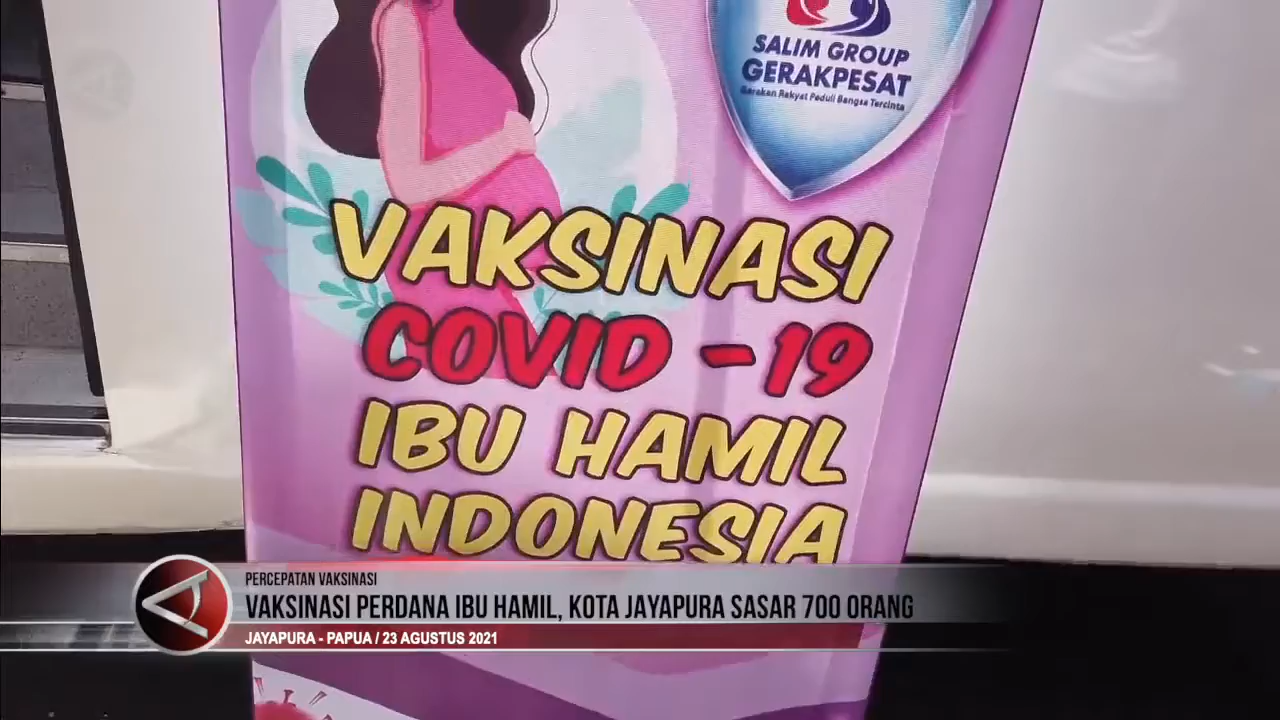 SALIM GROUP
GERAKPESAT
Gerakan Rakyat Peduli Bangsa Tercinta
VAKSINASI
COVID -19
IBU HAMIL
INDONESIA
PERCEPATAN VAKSINASI
VAKSINASI PERDANA IBU HAMIL, KOTA JAYAPURA SASAR 700 ORANG
JAYAPURA - PAPUA / 23 AGUSTUS 2021